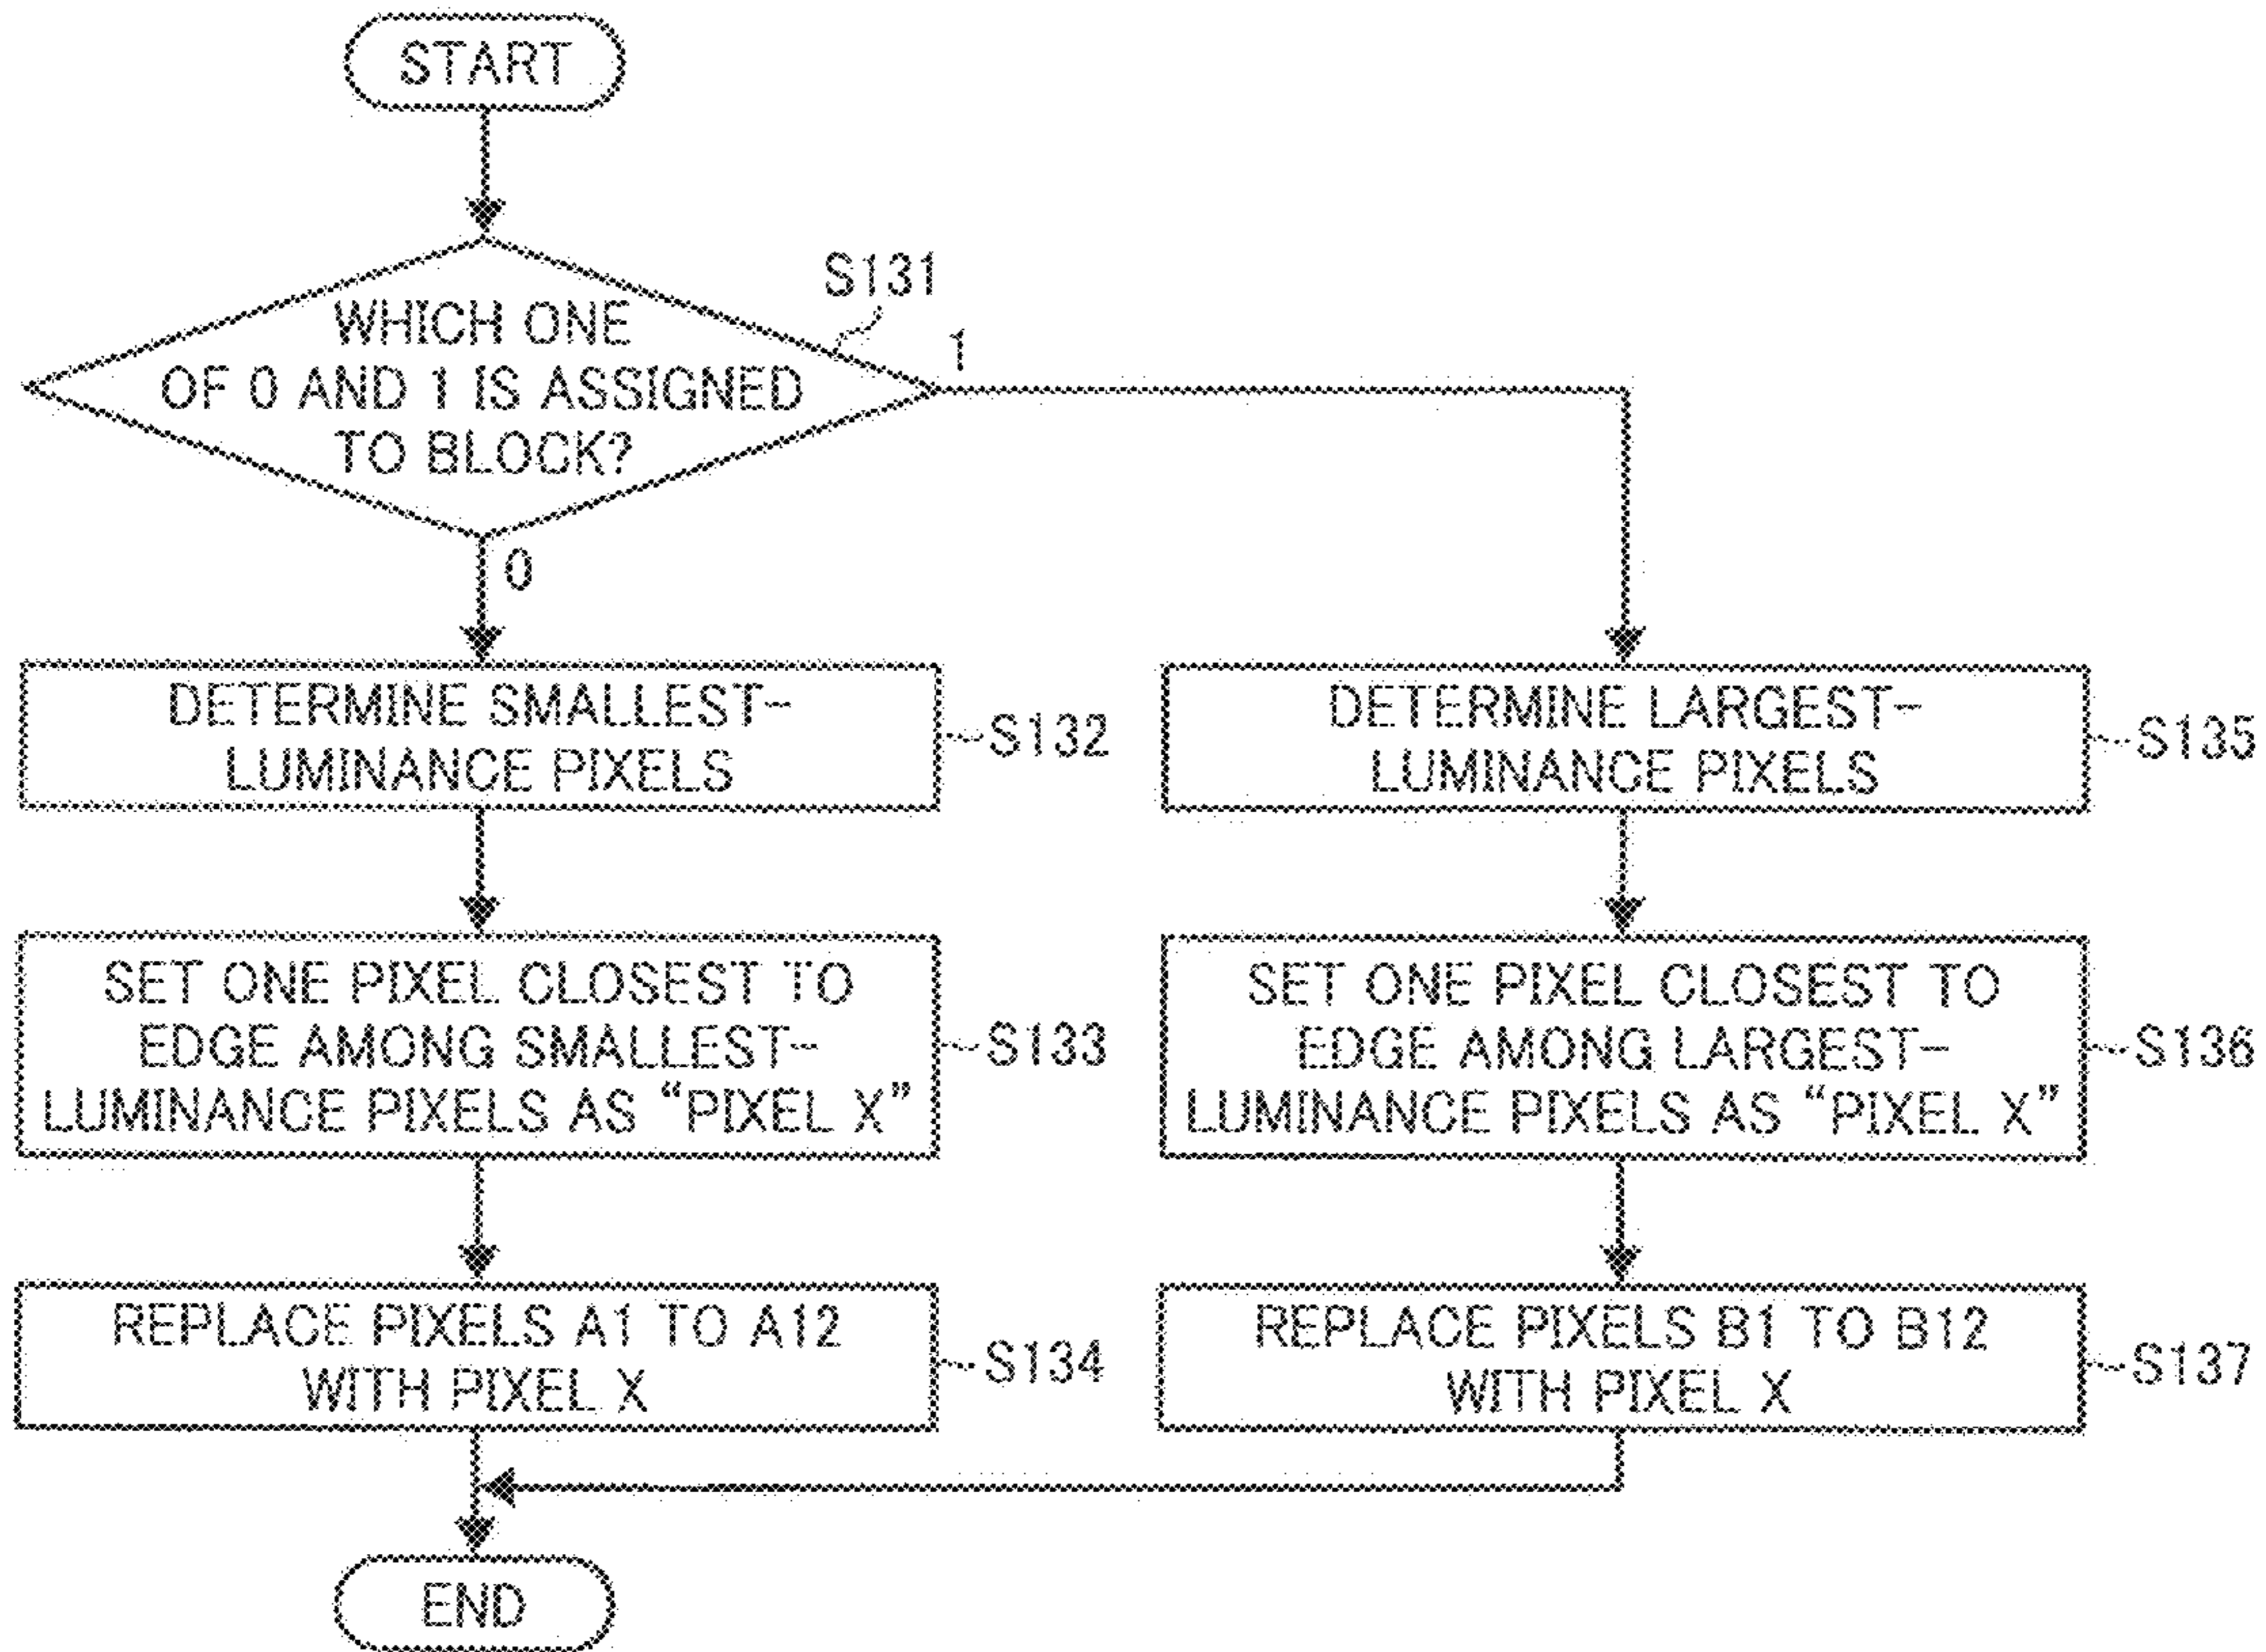 START
S131
WHICH ONE
OF 0 AND 1 IS ASSIGNED
TO BLOCK?
1
0
DETERMINE SMALLEST-
LUMINANCE PIXELS
S132
SET ONE PIXEL CLOSEST TO
EDGE AMONG SMALLEST-
LUMINANCE PIXELS AS “PIXEL X”
S133
REPLACE PIXELS A1 TO A12
WITH PIXEL X
S134
DETERMINE LARGEST-
LUMINANCE PIXELS
S135
SET ONE PIXEL CLOSEST TO
EDGE AMONG LARGEST-
LUMINANCE PIXELS AS “PIXEL X”
S136
REPLACE PIXELS B1 TO B12
WITH PIXEL X
S137
END